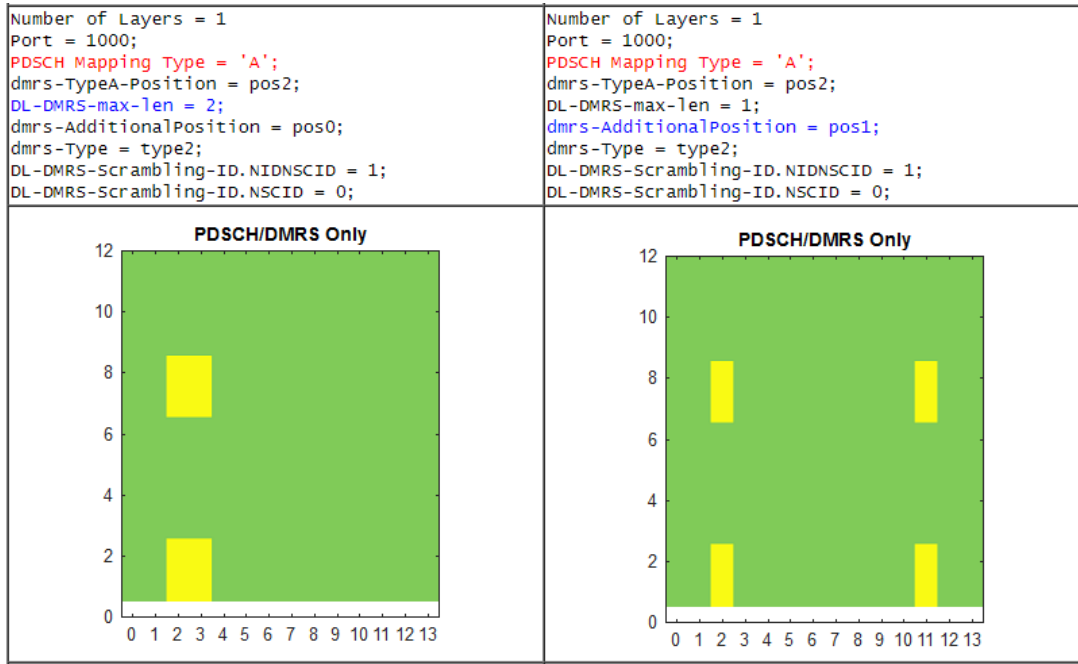 Number of Layers = 1
Port = 1000;
PDSCH Mapping Type = 'A';
dmrs-TypeA-Position = pos2;
DL-DMRS-max-len = 2;
dmrs-AdditionalPosition = pos0;
dmrs-Type = type2;
DL-DMRS-Scrambling-ID.NIDNSCID = 1;
DL-DMRS-Scrambling-ID.NSCID = 0;
Number of Layers = 1
Port = 1000;
PDSCH Mapping Type = 'A';
dmrs-TypeA-Position = pos2;
DL-DMRS-max-len = 1;
dmrs-AdditionalPosition = pos1;
dmrs-Type = type2;
DL-DMRS-Scrambling-ID.NIDNSCID = 1;
DL-DMRS-Scrambling-ID.NSCID = 0;
PDSCH/DMRS Only
12
10
8
6
4
2
0
0 1 2 3 4 5 6 7 8 9 10 11 12 13
PDSCH/DMRS Only
12
10
8
6
4
2
0
0 1 2 3 4 5 6 7 8 9 10 11 12 13